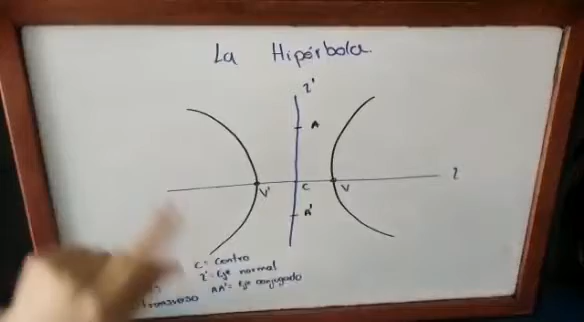 La Hipérbola.
l'
A
V' C V l
A'
C = Centro
l' = Eje normal
AA' = Eje conjugado